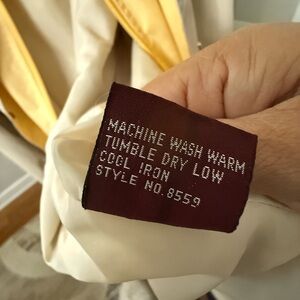 MACHINE WASH WARM
TUMBLE DRY LOW
COOL IRON
STYLE NO. 8559